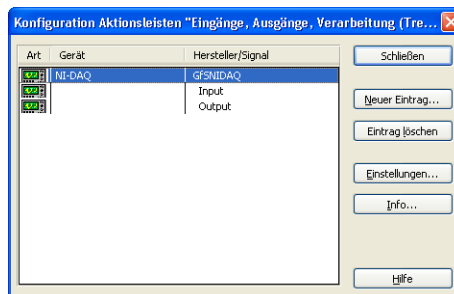 Konfiguration Aktionsleisten "Eingänge, Ausgänge, Verarbeitung (Tre...
Art Gerät Hersteller/Signal
NI-DAQ GfSNIDAQ
Input
Output
Schließen
Neuer Eintrag...
Eintrag löschen
Einstellungen...
Info...
Hilfe